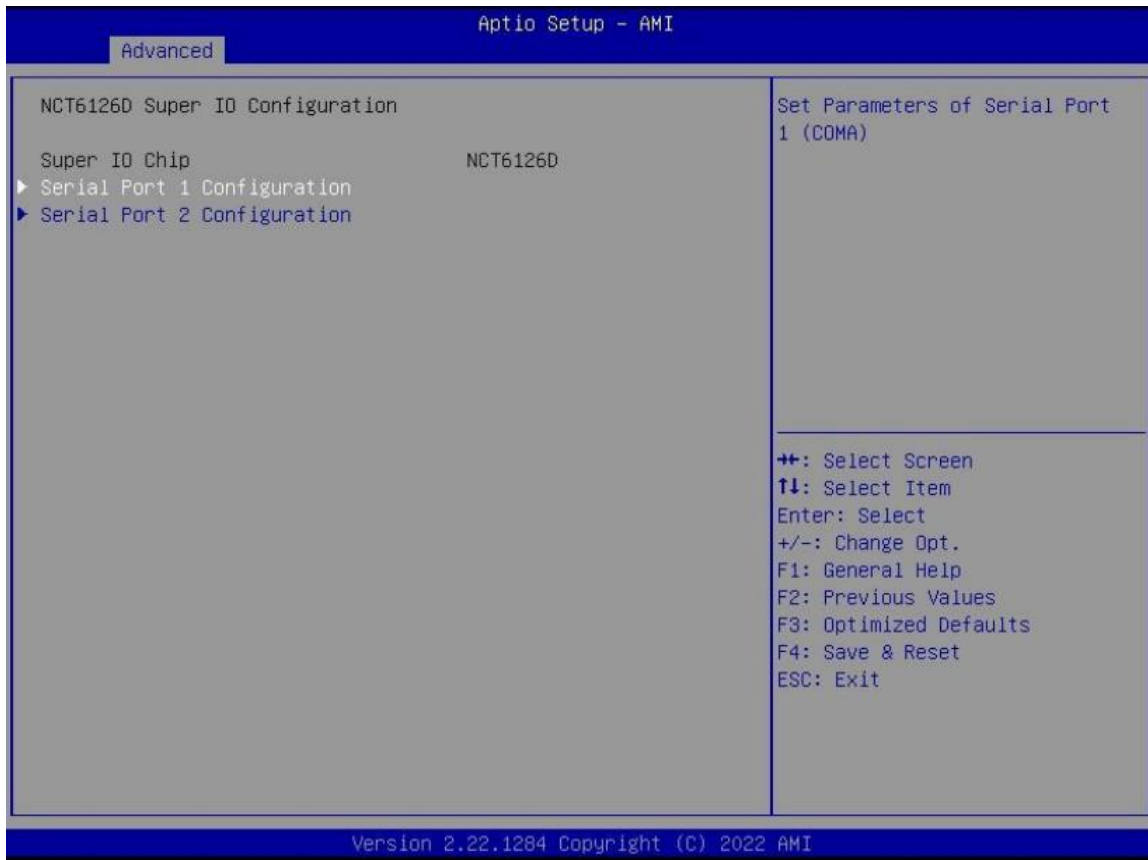 Aptio Setup - AMI
Advanced
NCT6126D Super IO Configuration
Super IO Chip NCT6126D
Serial Port 1 Configuration
Serial Port 2 Configuration
Set Parameters of Serial Port
1 (COMA)
→←: Select Screen
↑↓: Select Item
Enter: Select
+/-: Change Opt.
F1: General Help
F2: Previous Values
F3: Optimized Defaults
F4: Save & Reset
ESC: Exit
Version 2.22.1284 Copyright (C) 2022 AMI